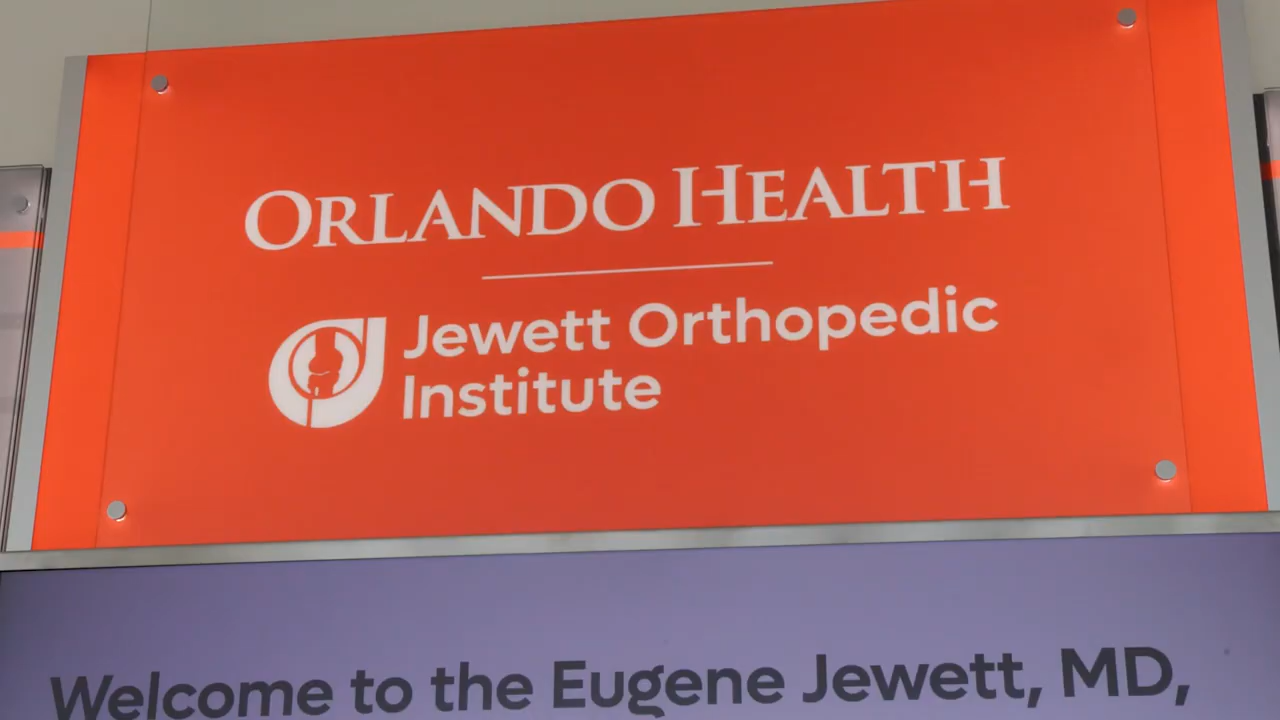 ORLANDO HEALTH
Jewett Orthopedic
Institute
Welcome to the Eugene Jewett, MD,